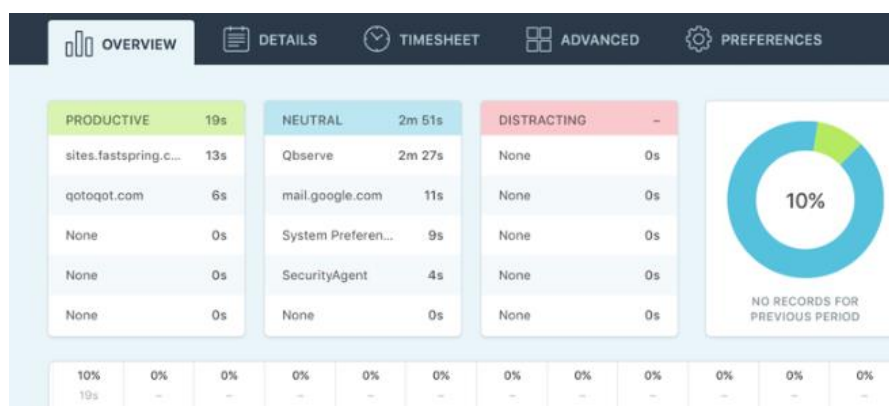 OVERVIEW DETAILS TIMESHEET ADVANCED PREFERENCES
PRODUCTIVE 19s
sites.fastspring.c... 13s
qotoqot.com 6s
None 0s
None 0s
None 0s
NEUTRAL 2m 51s
Qbserve 2m 27s
mail.google.com 11s
System Preferen... 9s
SecurityAgent 4s
None 0s
DISTRACTING –
None 0s
None 0s
None 0s
None 0s
None 0s
10%
NO RECORDS FOR
PREVIOUS PERIOD
10% 0% 0% 0% 0% 0% 0% 0% 0% 0% 0% 0%
19s – – – – – – – – – – –